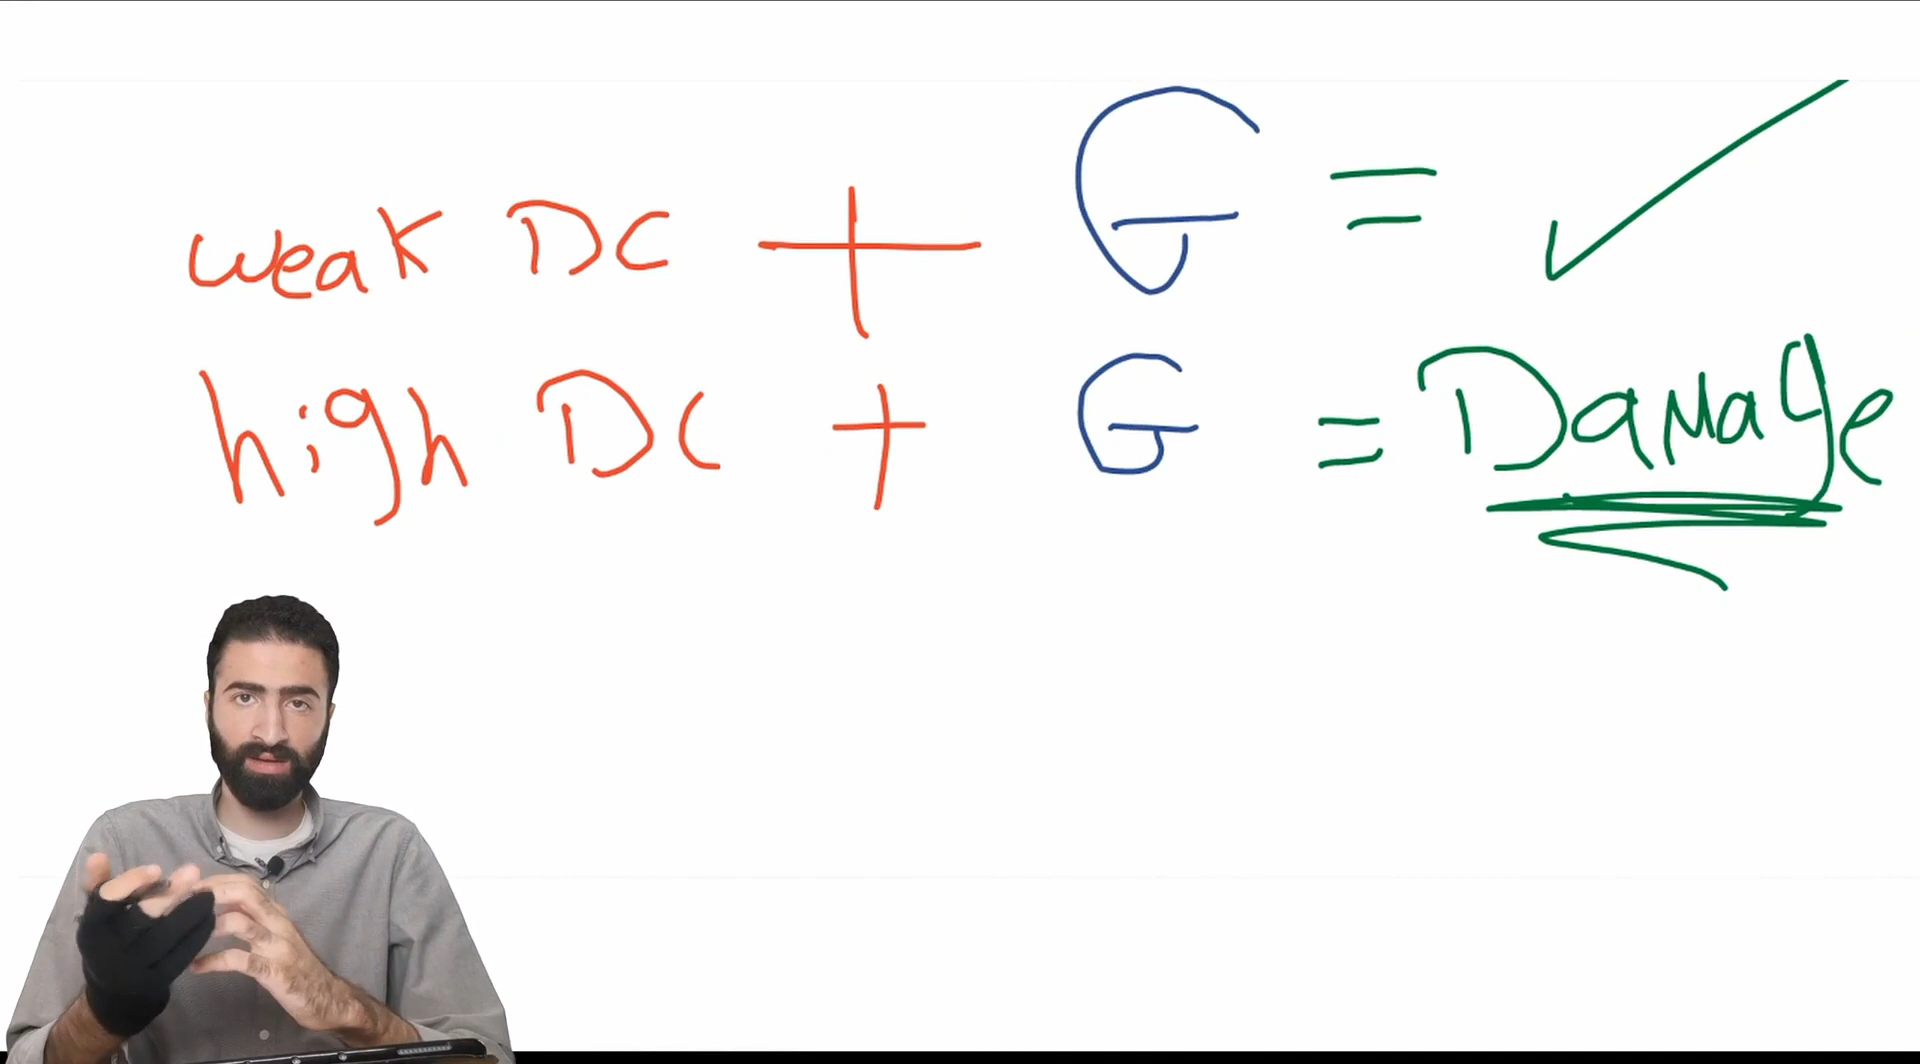 weak DC + G = ✓
high DC + G = Damage